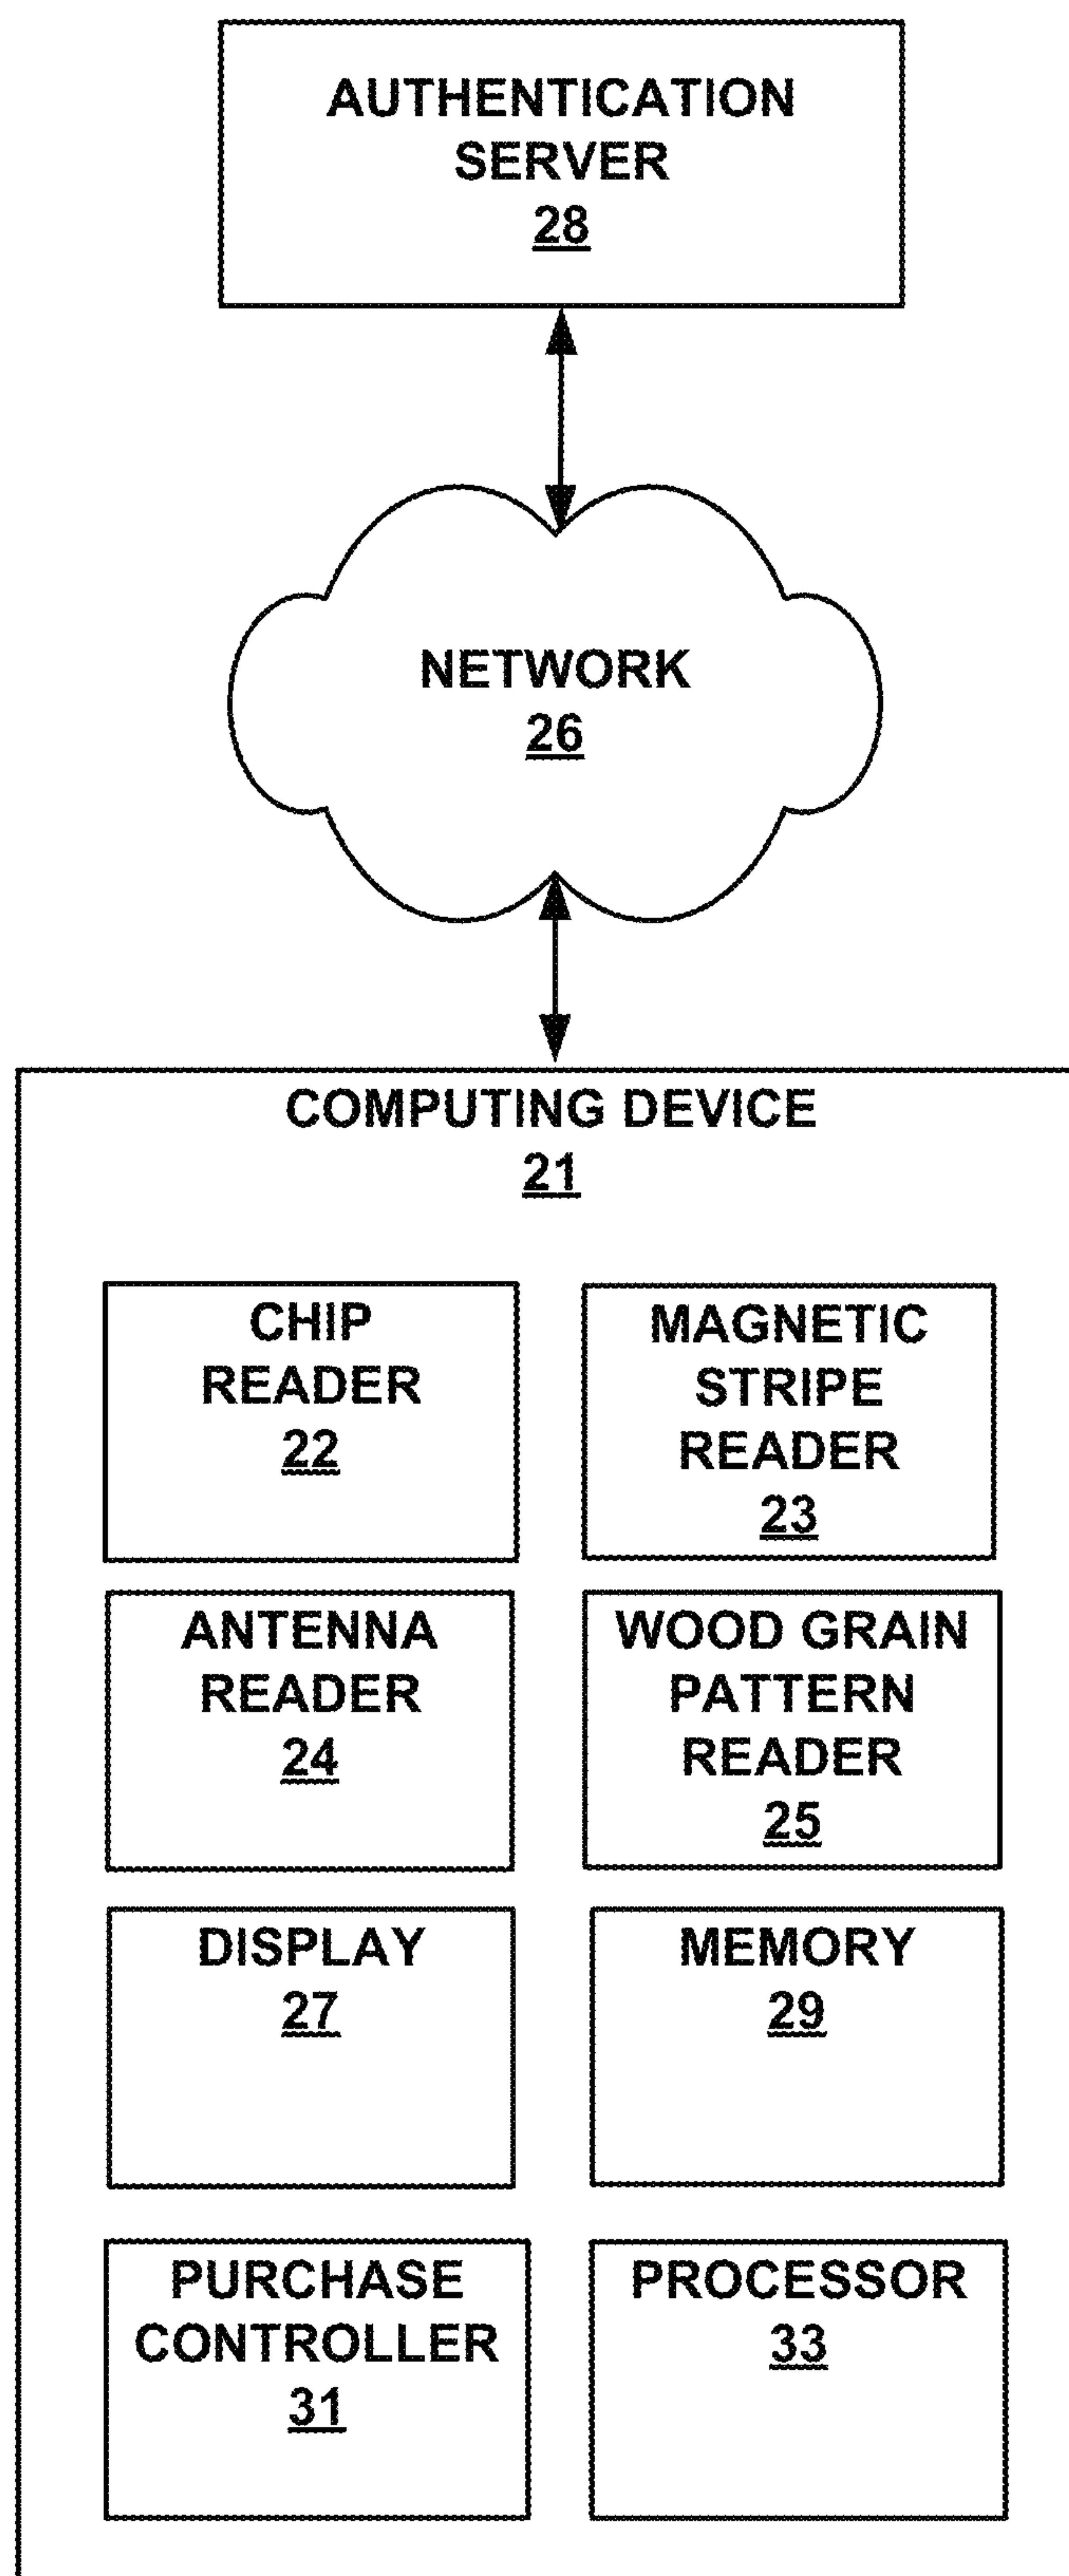 AUTHENTICATION
SERVER
28
NETWORK
26
COMPUTING DEVICE
21
CHIP
READER
22
MAGNETIC
STRIPE
READER
23
ANTENNA
READER
24
WOOD GRAIN
PATTERN
READER
25
DISPLAY
27
MEMORY
29
PURCHASE
CONTROLLER
31
PROCESSOR
33